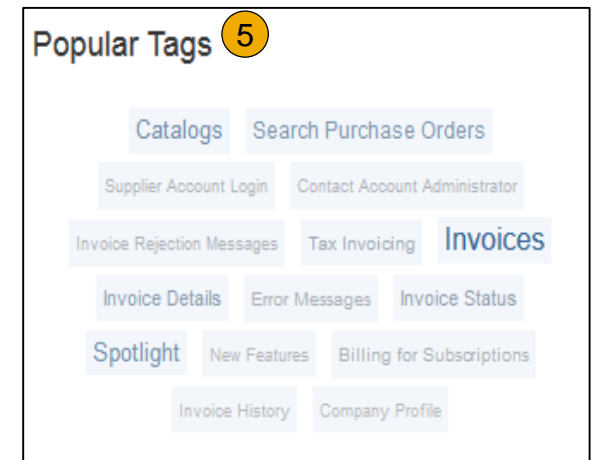 Popular Tags 5
Catalogs Search Purchase Orders
Supplier Account Login Contact Account Administrator
Invoice Rejection Messages Tax Invoicing Invoices
Invoice Details Error Messages Invoice Status
Spotlight New Features Billing for Subscriptions
Invoice History Company Profile